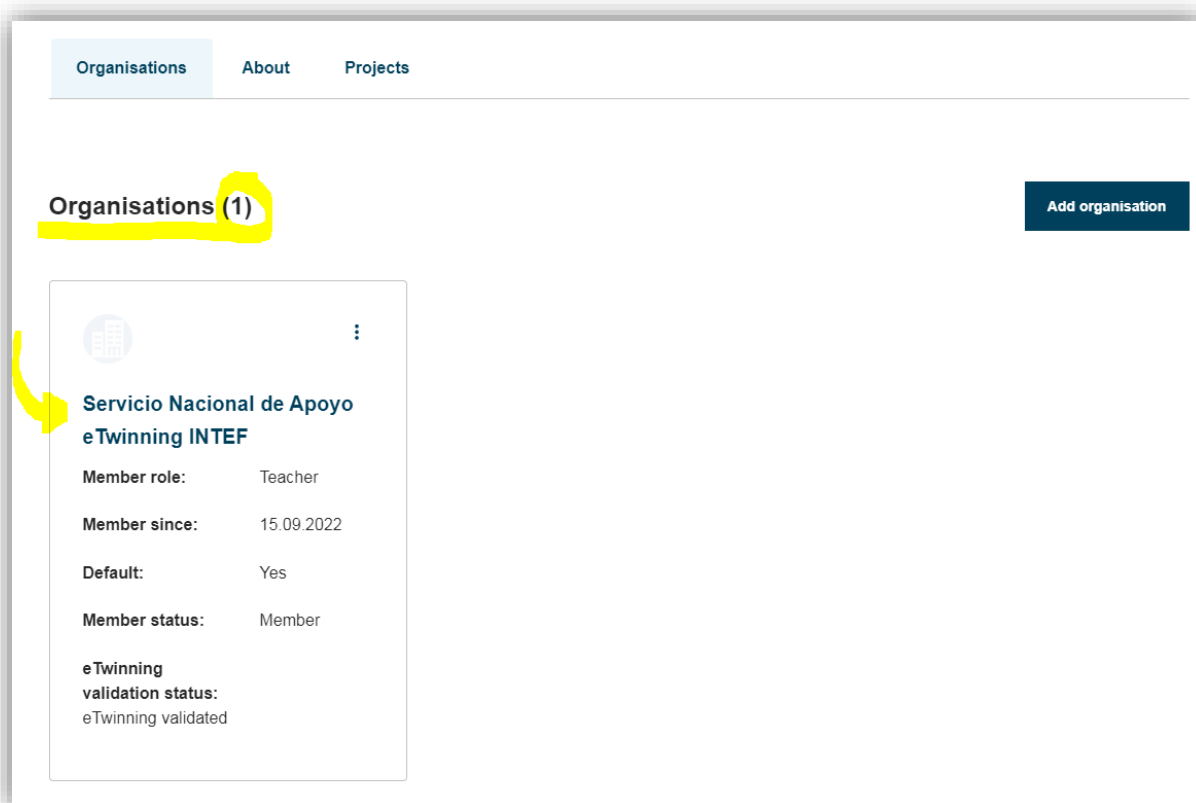 Organisations About Projects
Organisations (1)
Add organisation
Servicio Nacional de Apoyo
eTwinning INTEF
Member role: Teacher
Member since: 15.09.2022
Default: Yes
Member status: Member
eTwinning
validation status:
eTwinning validated